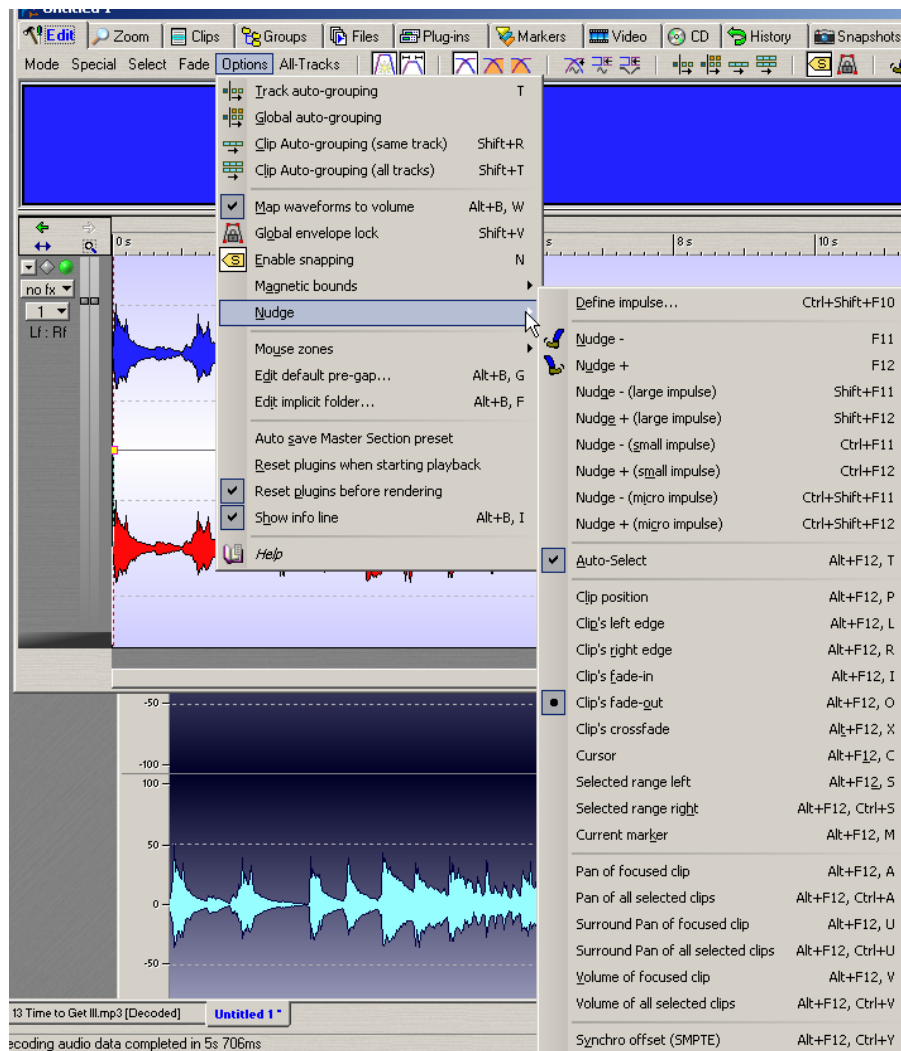 Untitled 1
Edit Zoom Clips Groups Files Plug-ins Markers Video CD History Snapshots
Mode Special Select Fade Options All-Tracks
Track auto-grouping T
Global auto-grouping
Clip Auto-grouping (same track) Shift+R
Clip Auto-grouping (all tracks) Shift+T
Map waveforms to volume Alt+B, W
Global envelope lock Shift+V
S Enable snapping N
Magnetic bounds
Nudge
Mouse zones
Edit default pre-gap... Alt+B, G
Edit implicit folder... Alt+B, F
Auto save Master Section preset
Reset plugins when starting playback
Reset plugins before rendering
Show info line Alt+B, I
Help
0 s
s 8 s 10 s
no fx
1
Lf : Rf
Define impulse... Ctrl+Shift+F10
Nudge - F11
Nudge + F12
Nudge - (large impulse) Shift+F11
Nudge + (large impulse) Shift+F12
Nudge - (small impulse) Ctrl+F11
Nudge + (small impulse) Ctrl+F12
Nudge - (micro impulse) Ctrl+Shift+F11
Nudge + (micro impulse) Ctrl+Shift+F12
Auto-Select Alt+F12, T
Clip position Alt+F12, P
Clip's left edge Alt+F12, L
Clip's right edge Alt+F12, R
Clip's fade-in Alt+F12, I
Clip's fade-out Alt+F12, O
Clip's crossfade Alt+F12, X
Cursor Alt+F12, C
Selected range left Alt+F12, S
Selected range right Alt+F12, Ctrl+S
Current marker Alt+F12, M
Pan of focused clip Alt+F12, A
Pan of all selected clips Alt+F12, Ctrl+A
Surround Pan of focused clip Alt+F12, U
Surround Pan of all selected clips Alt+F12, Ctrl+U
Volume of focused clip Alt+F12, V
Volume of all selected clips Alt+F12, Ctrl+V
Synchro offset (SMPTE) Alt+F12, Ctrl+Y
-50
-100
100
50
0
-50
13 Time to Get Ill.mp3 [Decoded] Untitled 1 *
ecoding audio data completed in 5s 706ms